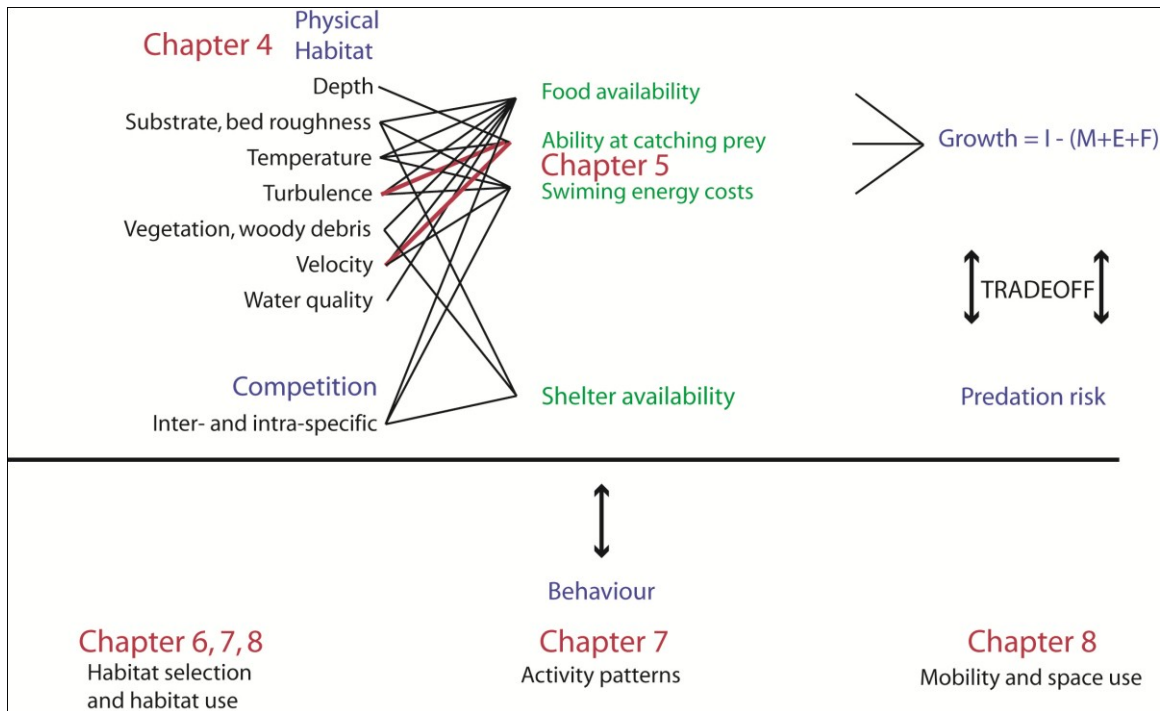 Physical
Chapter 4 Habitat
Depth
Food availability
Substrate, bed roughness
Ability at catching prey
Growth = I - (M+E+F)
Temperature
Chapter 5
Turbulence
Swiming energy costs
Vegetation, woody debris
Velocity
TRADEOFF
Water quality
Competition
Shelter availability
Predation risk
Inter- and intra-specific
Behaviour
Chapter 6, 7, 8
Habitat selection
and habitat use
Chapter 7
Activity patterns
Chapter 8
Mobility and space use